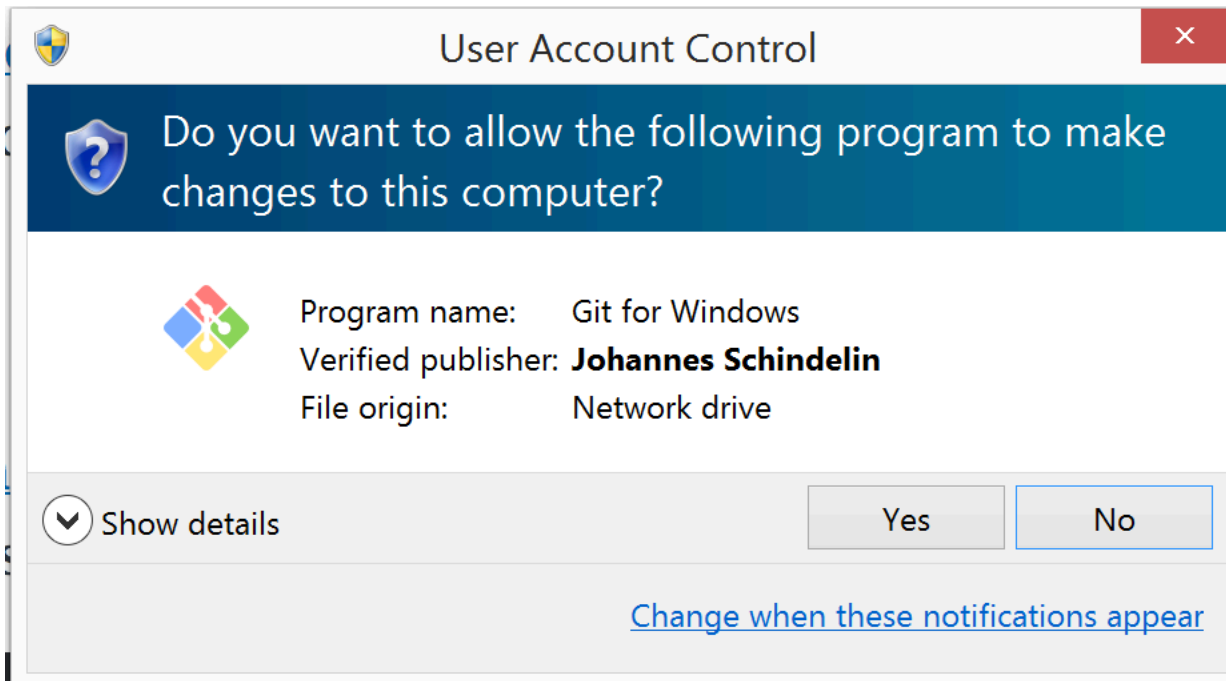 User Account Control
Do you want to allow the following program to make
changes to this computer?
Program name: Git for Windows
Verified publisher: Johannes Schindelin
File origin: Network drive
Show details
Yes
No
Change when these notifications appear